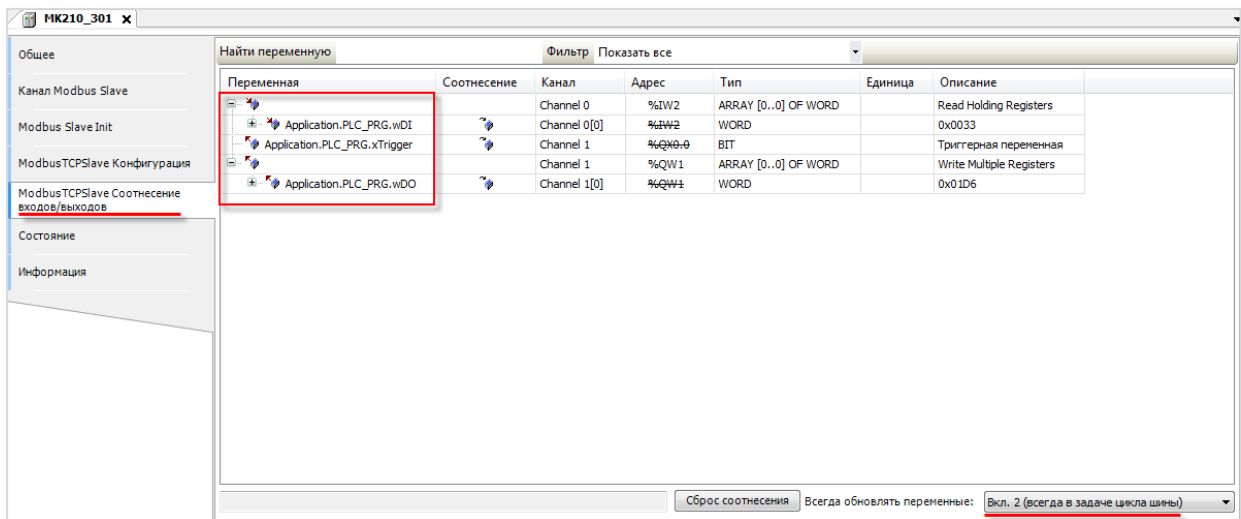 MK210_301 X
Общее
Канал Modbus Slave
Modbus Slave Init
ModbusTCPSlave Конфигурация
ModbusTCPSlave Соотнесение
входов/выходов
Состояние
Информация
Найти переменную Фильтр Показать все
Переменная Соотнесение Канал Адрес Тип Единица Описание
Channel 0 %IW2 ARRAY [0..0] OF WORD Read Holding Registers
Application.PLC_PRG.wDI Channel 0[0] %IW2 WORD 0x0033
Application.PLC_PRG.xTrigger Channel 1 %QX0.0 BIT Триггерная переменная
Channel 1 %QW1 ARRAY [0..0] OF WORD Write Multiple Registers
Application.PLC_PRG.wDO Channel 1[0] %QW1 WORD 0x01D6
Сброс соотнесения Всегда обновлять переменные: Вкл. 2 (всегда в задаче цикла шины)